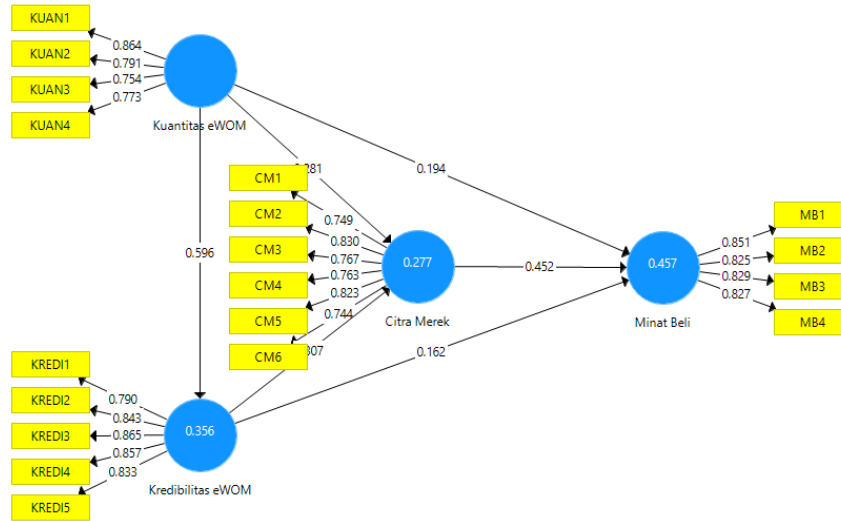 KUAN1
KUAN2
KUAN3
KUAN4
0.864
0.791
0.754
0.773
Kuantitas eWOM
0.596
0.194
CM1
CM2
CM3
CM4
CM5
CM6
0.749
0.830
0.767
0.763
0.823
0.744
0.277
Citra Merek
0.452
0.162
0.457
Minat Beli
0.851
0.825
0.829
0.827
MB1
MB2
MB3
MB4
KREDI1
KREDI2
KREDI3
KREDI4
KREDI5
0.790
0.843
0.865
0.857
0.833
0.356
Kredibilitas eWOM